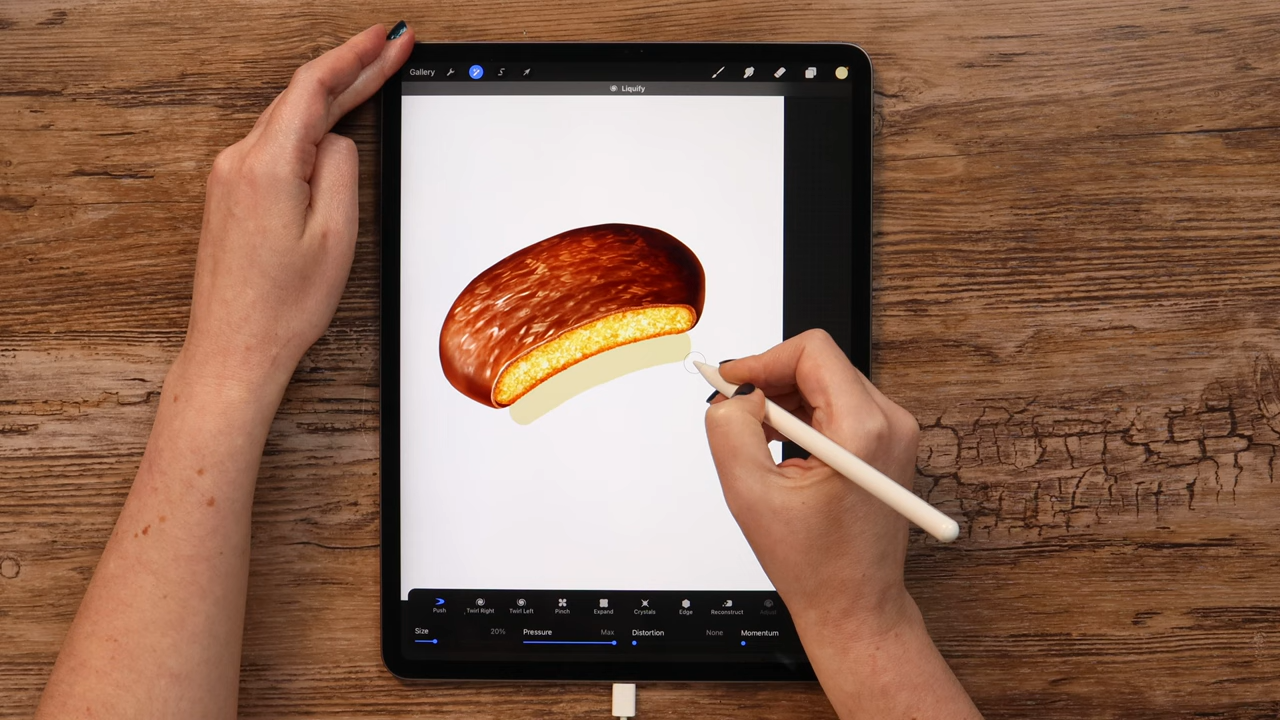 Gallery
Liquify
Push Twirl Right Twirl Left Pinch Expand Crystals Edge Reconstruct Adjust
Size 20% Pressure Max Distortion None Momentum